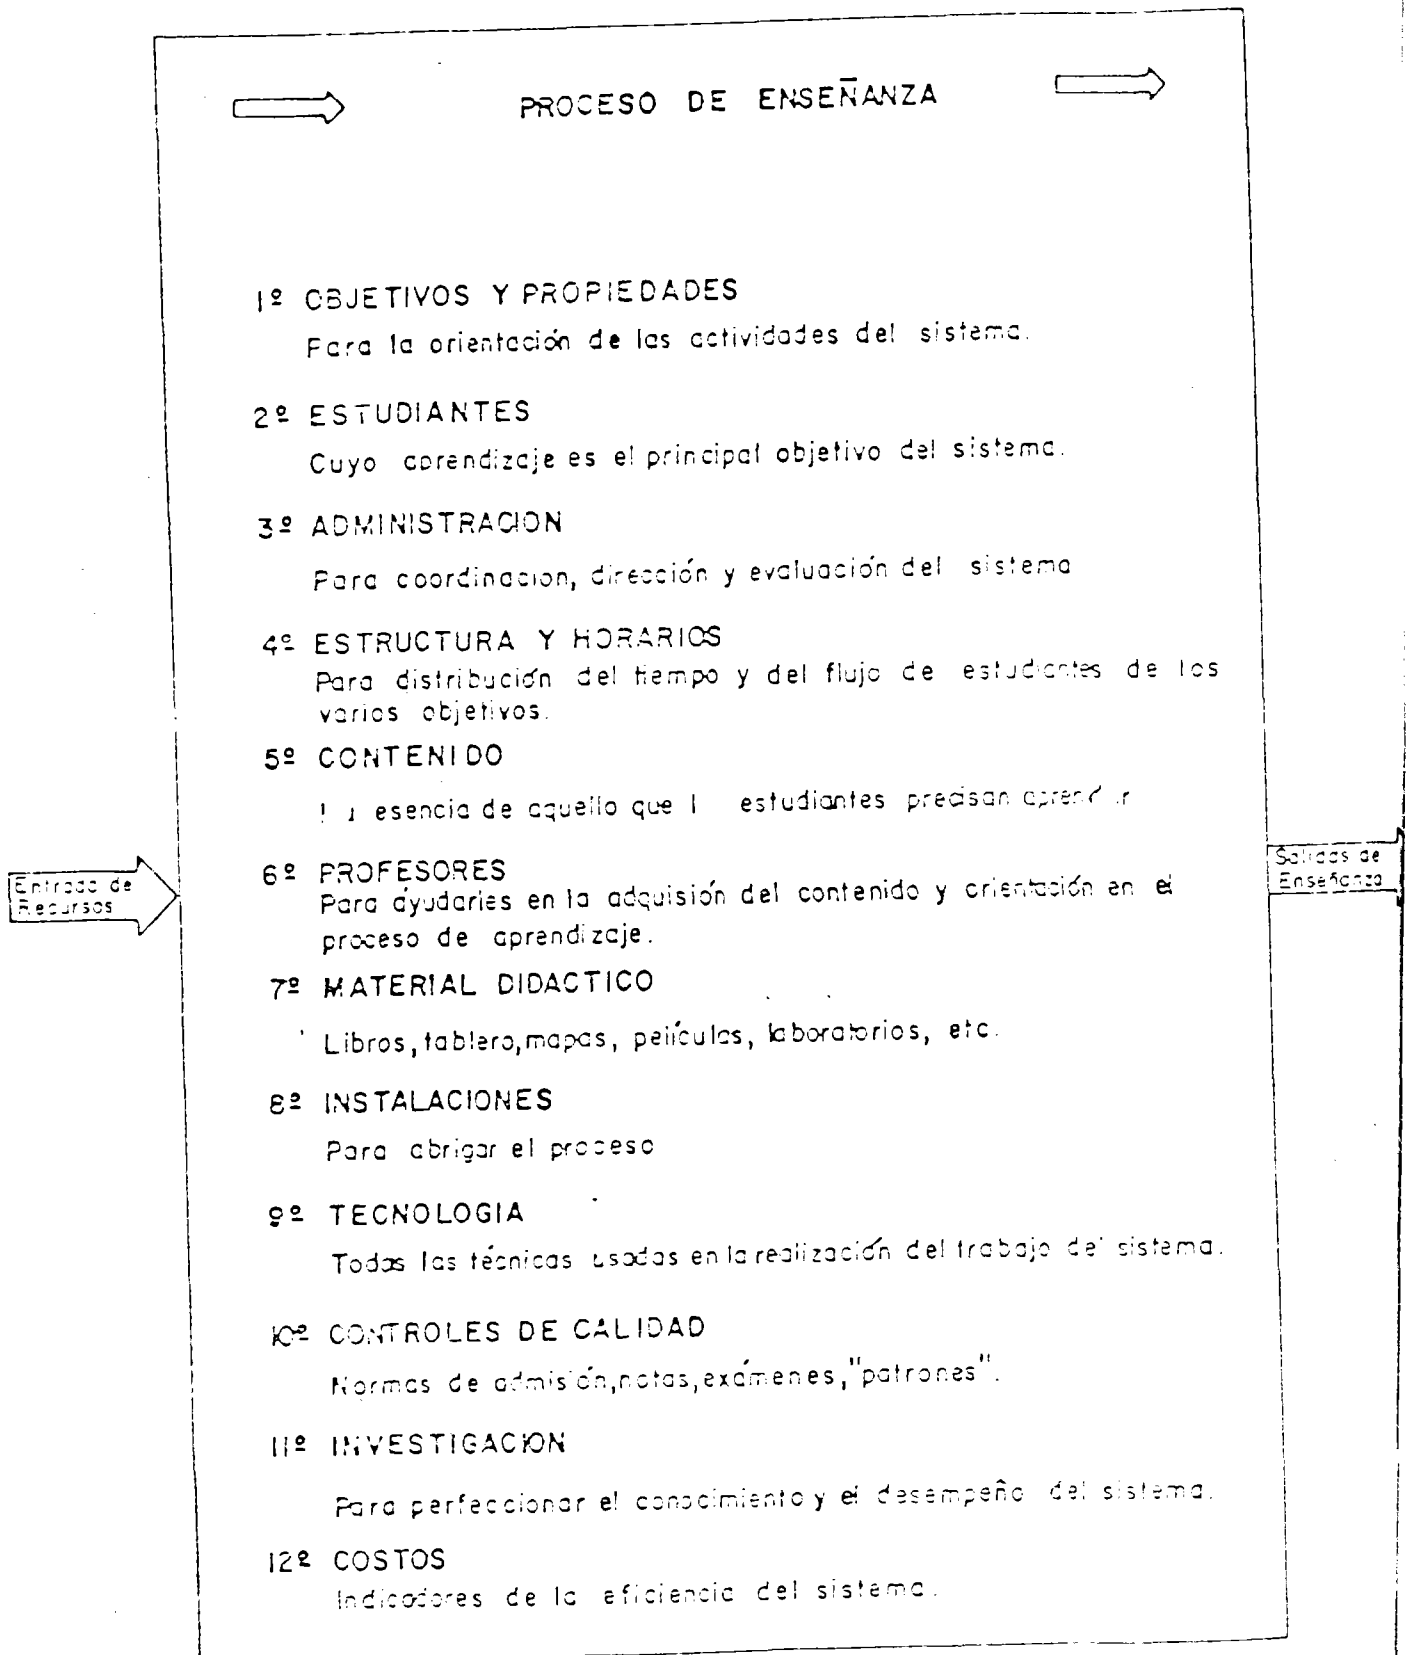 PROCESO DE ENSEÑANZA
1º OBJETIVOS Y PROPIEDADES
Para la orientación de las actividades del sistema.
2º ESTUDIANTES
Cuyo aprendizaje es el principal objetivo del sistema.
3º ADMINISTRACION
Para coordinacion, dirección y evaluación del sistema
4º ESTRUCTURA Y HORARIOS
Para distribución del tiempo y del flujo de estudiantes de los
varios objetivos.
5º CONTENIDO
esencia de aquello que estudiantes precisan aprender
6º PROFESORES
Para áyudarles en la adquisión del contenido y orientación en el
proceso de aprendizaje.
7º MATERIAL DIDACTICO
Libros, tablero, mapas, películas, laboratorios, etc.
8º INSTALACIONES
Para abrigar el proceso
9º TECNOLOGIA
Todas las técnicas usadas en la realización del trabajo del sistema.
10º CONTROLES DE CALIDAD
Normas de admisión, notas, exámenes, "patrones".
11º INVESTIGACION
Para perfeccionar el conocimiento y el desempeño del sistema.
12º COSTOS
Indicadores de la eficiencia del sistema.
Entrada de
Recursos
Salidas de
Enseñanza